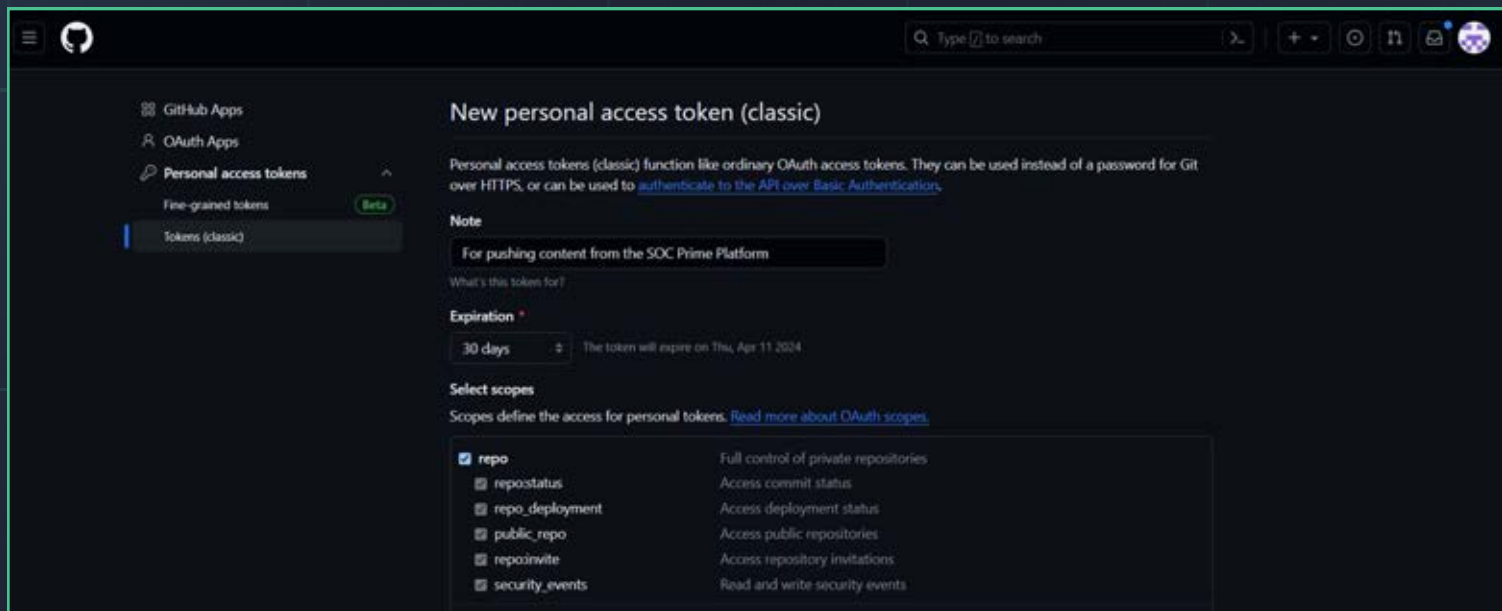 Type / to search
GitHub Apps
OAuth Apps
Personal access tokens
Fine-grained tokens Beta
Tokens (classic)
New personal access token (classic)
Personal access tokens (classic) function like ordinary OAuth access tokens. They can be used instead of a password for Git
over HTTPS, or can be used to authenticate to the API over Basic Authentication.
Note
For pushing content from the SOC Prime Platform
What's this token for?
Expiration *
30 days The token will expire on Thu, Apr 11 2024
Select scopes
Scopes define the access for personal tokens. Read more about OAuth scopes.
repo Full control of private repositories
repo:status Access commit status
repo_deployment Access deployment status
public_repo Access public repositories
repo:invite Access repository invitations
security_events Read and write security events